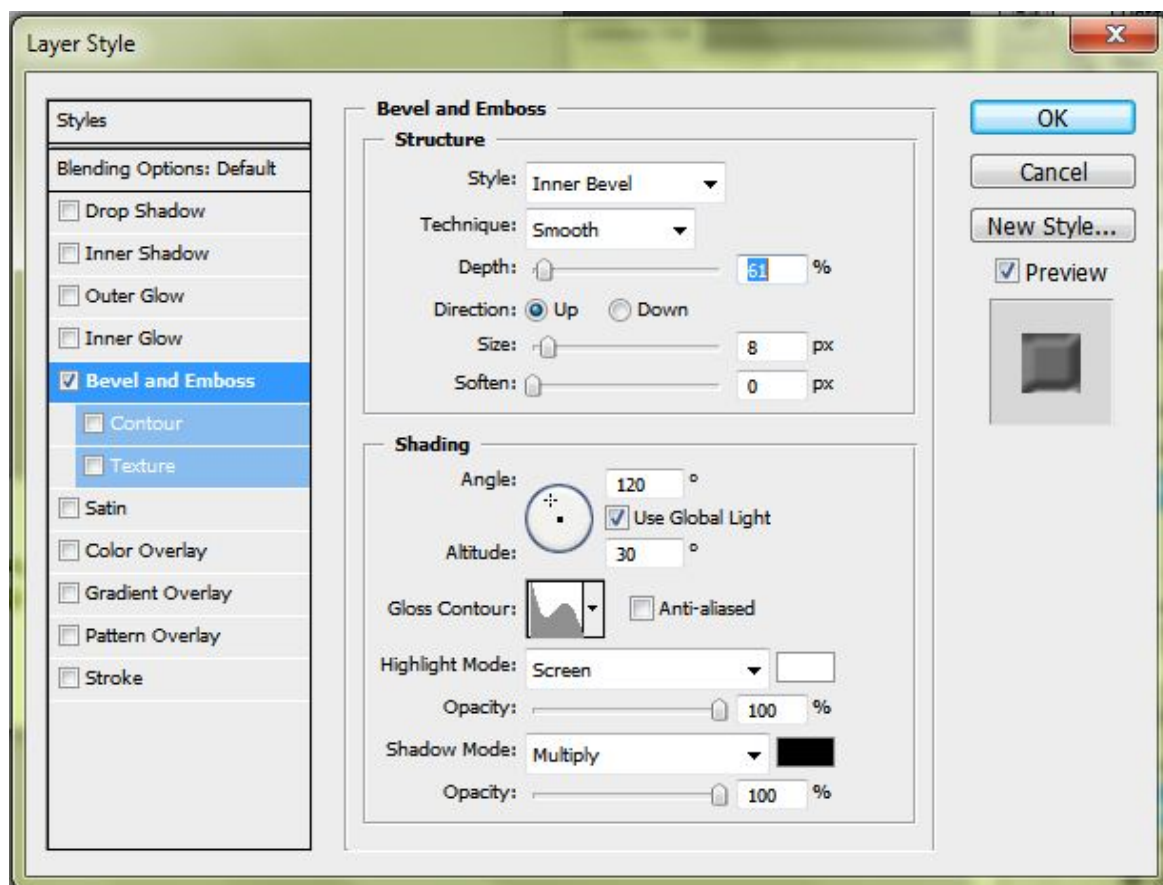 Layer Style
Styles
Blending Options: Default
Drop Shadow
Inner Shadow
Outer Glow
Inner Glow
Bevel and Emboss
Contour
Texture
Satin
Color Overlay
Gradient Overlay
Pattern Overlay
Stroke
Bevel and Emboss
Structure
Style: Inner Bevel
Technique: Smooth
Depth: 61 %
Direction: Up Down
Size: 8 px
Soften: 0 px
Shading
Angle: 120 °
Use Global Light
Altitude: 30 °
Gloss Contour: Anti-aliased
Highlight Mode: Screen
Opacity: 100 %
Shadow Mode: Multiply
Opacity: 100 %
OK
Cancel
New Style...
Preview